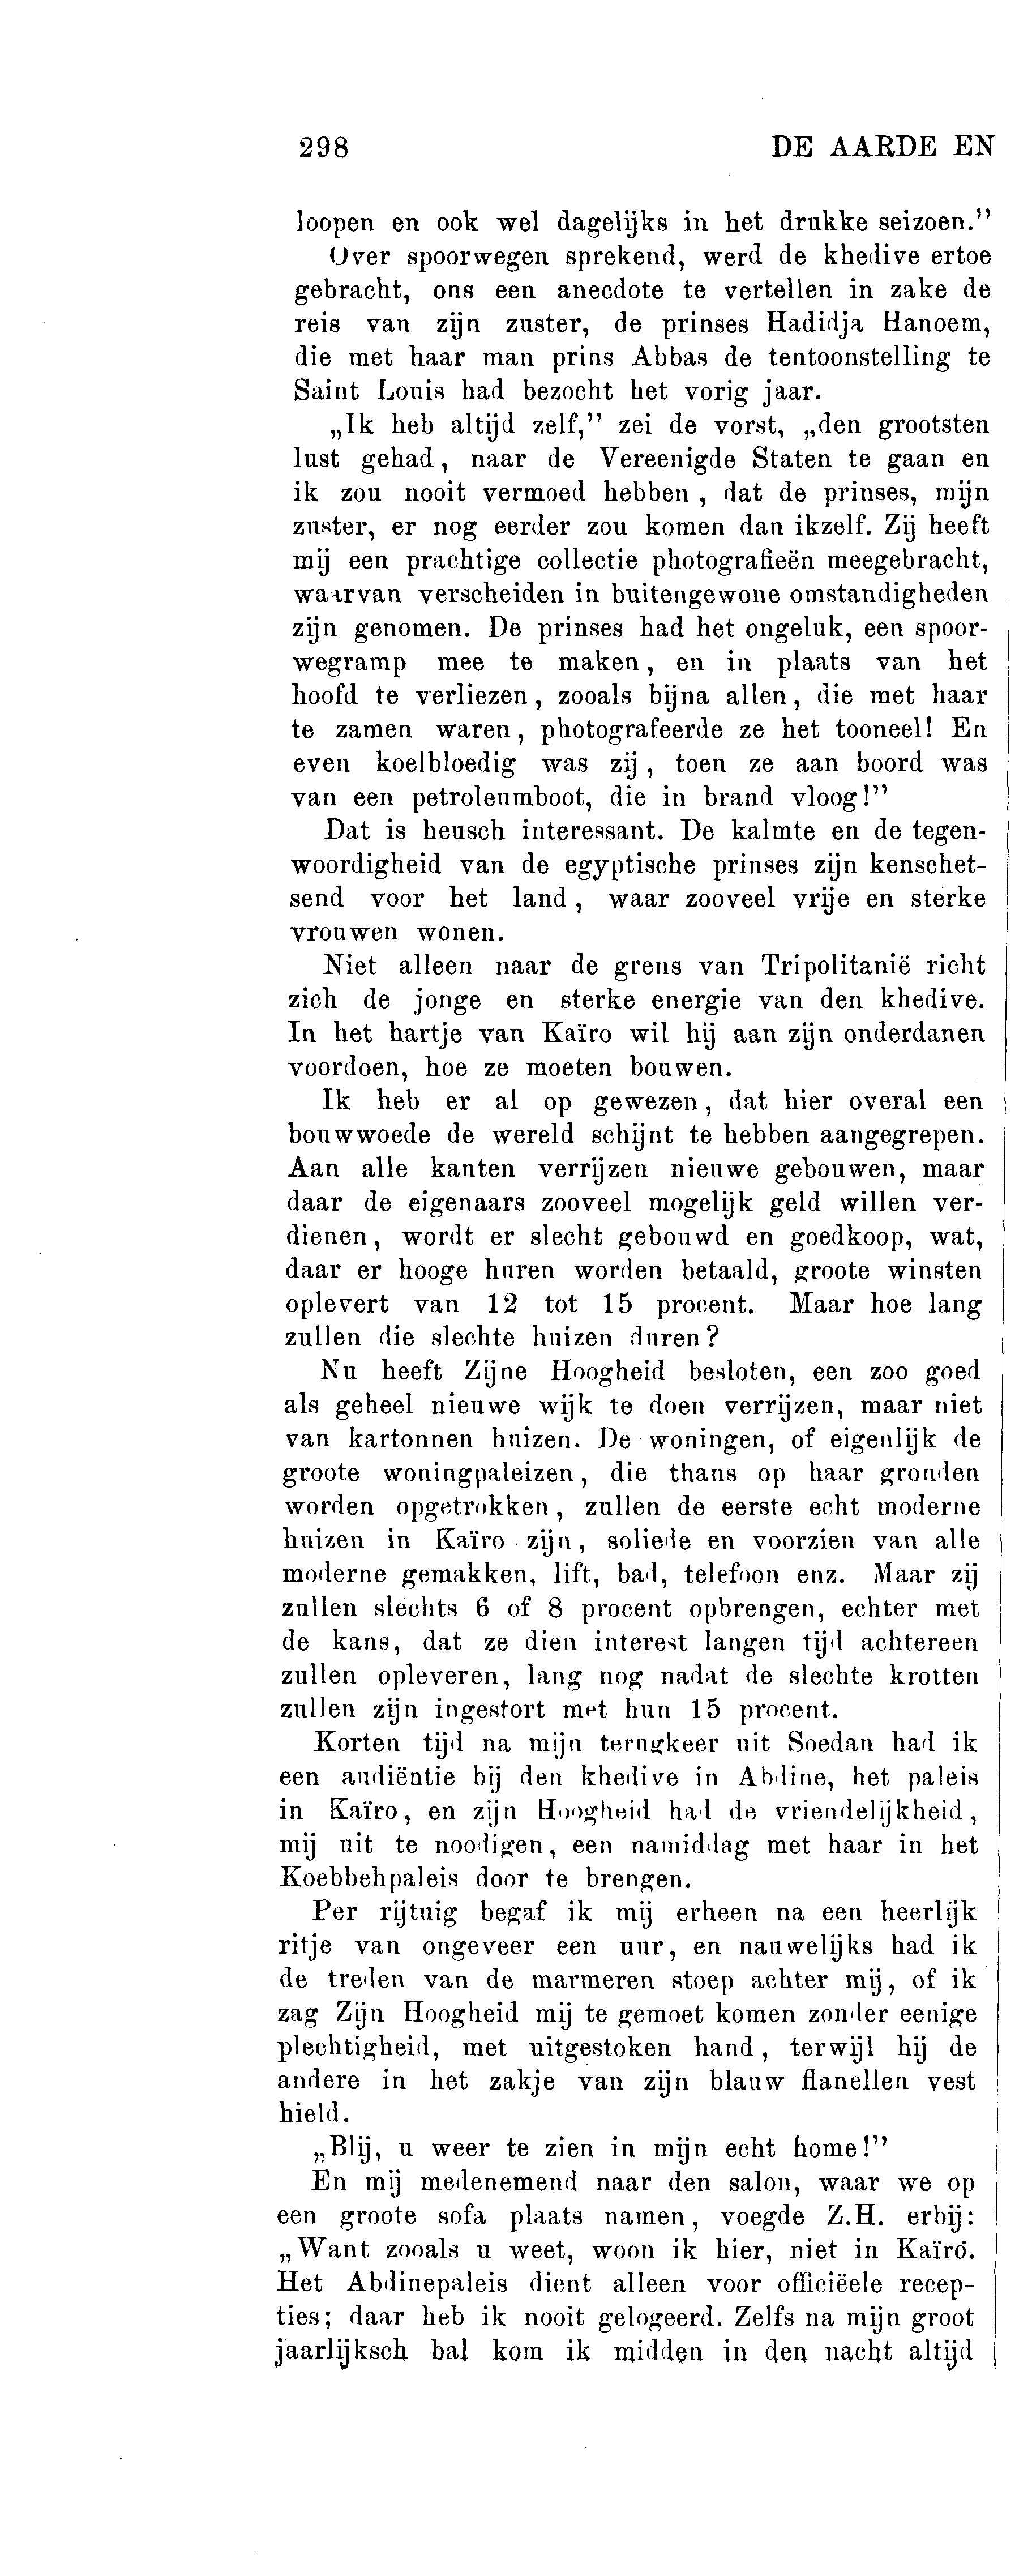 298 DE AARDE EN
loopen en ook wel dagelijks in het drukke seizoen.”
Over spoorwegen sprekend, werd de khedive ertoe
gebracht, ons een anecdote te vertellen in zake de
reis van zijn zuster, de prinses Hadidja Hanoem,
die met haar man prins Abbas de tentoonstelling te
Saint Louis had bezocht het vorig jaar.
„Ik heb altijd zelf,” zei de vorst, „den grootsten
lust gehad, naar de Vereenigde Staten te gaan en
ik zou nooit vermoed hebben, dat de prinses, mijn
zuster, er nog eerder zou komen dan ikzelf. Zij heeft
mij een prachtige collectie photografieën meegebracht,
waarvan verscheiden in buitengewone omstandigheden
zijn genomen. De prinses had het ongeluk, een spoor-
wegramp mee te maken, en in plaats van het
hoofd te verliezen, zooals bijna allen, die met haar
te zamen waren, photografeerde ze het tooneel! En
even koelbloedig was zij, toen ze aan boord was
van een petroleumboot, die in brand vloog!”
Dat is heusch interessant. De kalmte en de tegen-
woordigheid van de egyptische prinses zijn kenschet-
send voor het land, waar zooveel vrije en sterke
vrouwen wonen.
Niet alleen naar de grens van Tripolitanië richt
zich de jonge en sterke energie van den khedive.
In het hartje van Kaïro wil hij aan zijn onderdanen
voordoen, hoe ze moeten bouwen.
Ik heb er al op gewezen, dat hier overal een
bouwwoede de wereld schijnt te hebben aangegrepen.
Aan alle kanten verrijzen nieuwe gebouwen, maar
daar de eigenaars zooveel mogelijk geld willen ver-
dienen, wordt er slecht gebouwd en goedkoop, wat,
daar er hooge huren worden betaald, groote winsten
oplevert van 12 tot 15 procent. Maar hoe lang
zullen die slechte huizen duren?
Nu heeft Zijne Hoogheid besloten, een zoo goed
als geheel nieuwe wijk te doen verrijzen, maar niet
van kartonnen huizen. De woningen, of eigenlijk de
groote woningpaleizen, die thans op haar gronden
worden opgetrokken, zullen de eerste echt moderne
huizen in Kaïro zijn, soliede en voorzien van alle
moderne gemakken, lift, bad, telefoon enz. Maar zij
zullen slechts 6 of 8 procent opbrengen, echter met
de kans, dat ze dien interest langen tijd achtereen
zullen opleveren, lang nog nadat de slechte krotten
zullen zijn ingestort met hun 15 procent.
Korten tijd na mijn terugkeer uit Soedan had ik
een audiëntie bij den khedive in Abdine, het paleis
in Kaïro, en zijn Hoogheid had de vriendelijkheid,
mij uit te noodigen, een namiddag met haar in het
Koebbehpaleis door te brengen.
Per rijtuig begaf ik mij erheen na een heerlijk
ritje van ongeveer een uur, en nauwelijks had ik
de treden van de marmeren stoep achter mij, of ik
zag Zijn Hoogheid mij te gemoet komen zonder eenige
plechtigheid, met uitgestoken hand, terwijl hij de
andere in het zakje van zijn blauw flanellen vest
hield.
„Blij, u weer te zien in mijn echt home!”
En mij medenemend naar den salon, waar we op
een groote sofa plaats namen, voegde Z.H. erbij:
„Want zooals u weet, woon ik hier, niet in Kaïro.
Het Abdinepaleis dient alleen voor officiëele recep-
ties; daar heb ik nooit gelogeerd. Zelfs na mijn groot
jaarlijksch bal kom ik midden in den nacht altijd